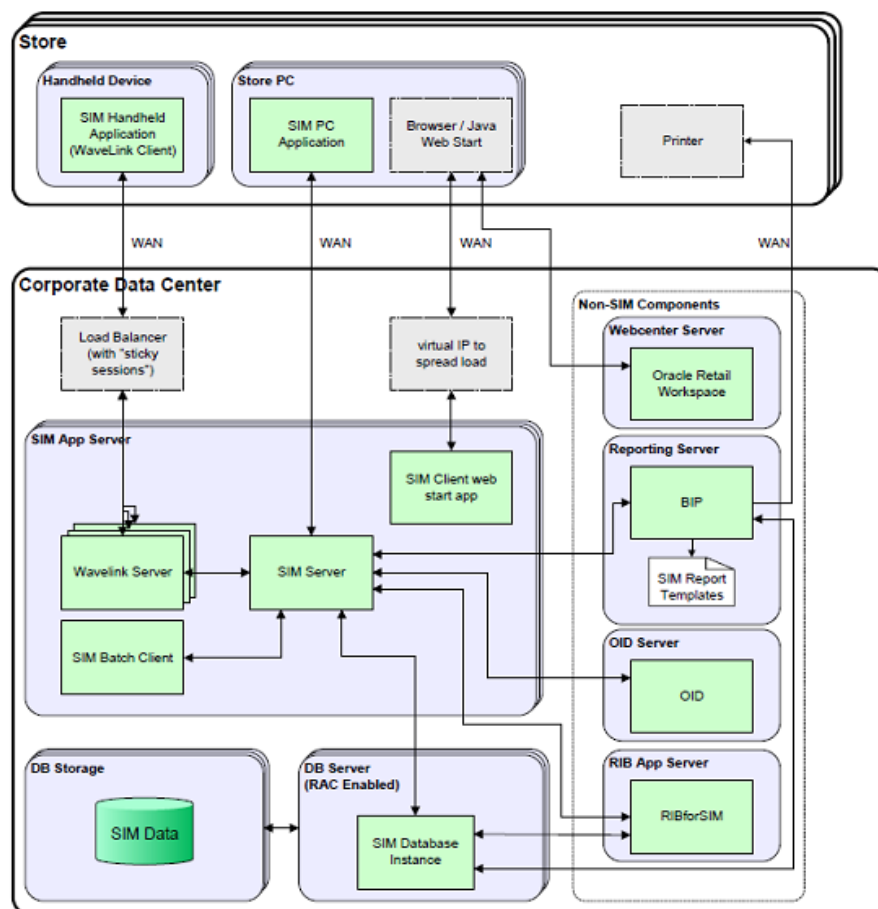 Store
Handheld Device
SIM Handheld
Application
(WaveLink Client)
Store PC
SIM PC
Application
Browser / Java
Web Start
Printer
WAN
WAN
WAN
WAN
Corporate Data Center
Load Balancer
(with "sticky
sessions")
virtual IP to
spread load
SIM App Server
SIM Client web
start app
Wavelink Server
SIM Server
SIM Batch Client
DB Storage
SIM Data
DB Server
(RAC Enabled)
SIM Database
Instance
Non-SIM Components
Webcenter Server
Oracle Retail
Workspace
Reporting Server
BIP
SIM Report
Templates
OID Server
OID
RIB App Server
RIBforSIM